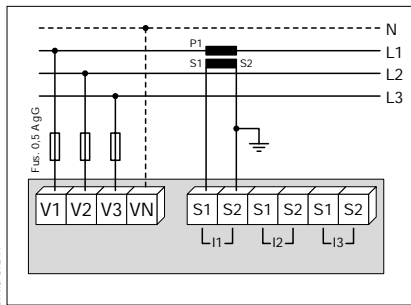 N
P1
L1
S1 S2
L2
L3
Fus. 0,5 A gG
V1 V2 V3 VN
S1 S2 S1 S2 S1 S2
I1 I2 I3